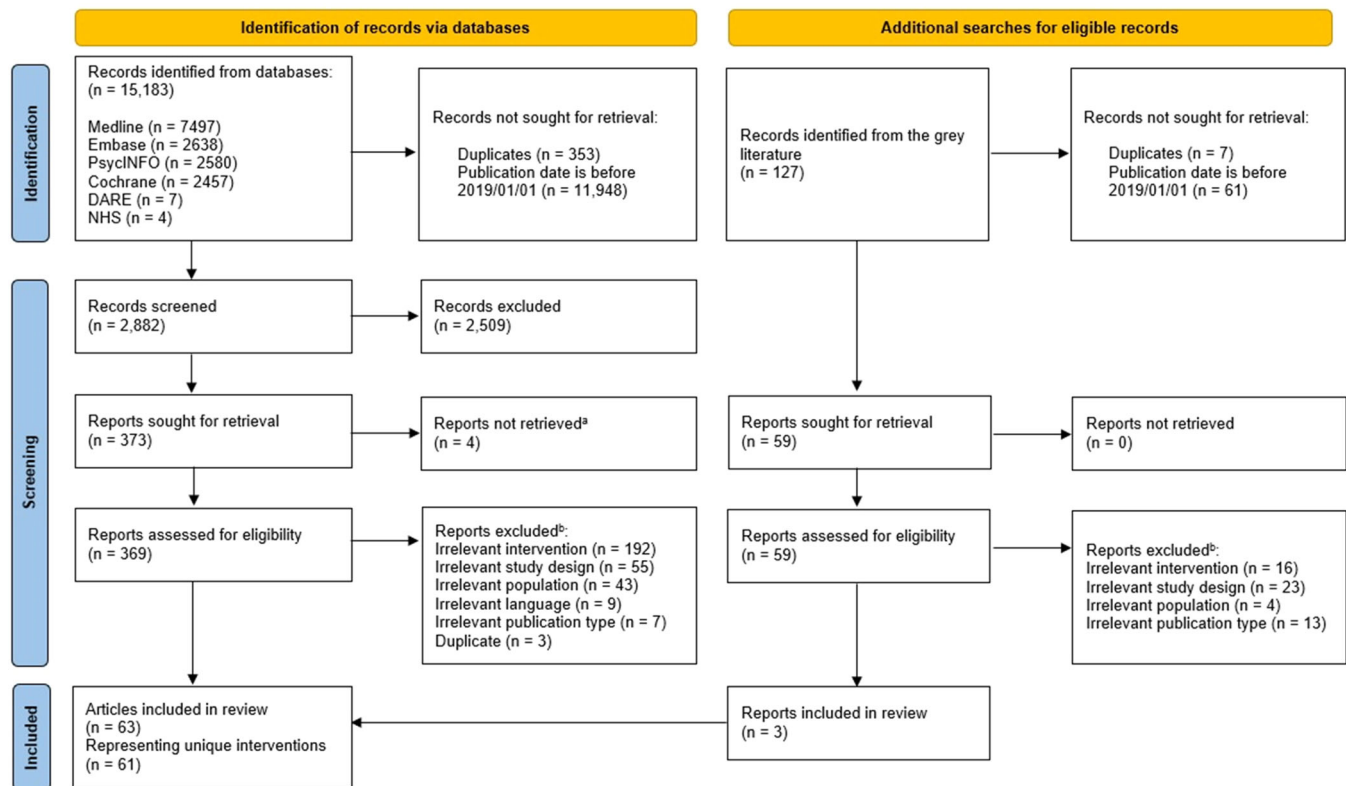 Identification of records via databases
Additional searches for eligible records
Identification
Records identified from databases:
(n = 15,183)
Medline (n = 7497)
Embase (n = 2638)
PsycINFO (n = 2580)
Cochrane (n = 2457)
DARE (n = 7)
NHS (n = 4)
Records not sought for retrieval:
Duplicates (n = 353)
Publication date is before
2019/01/01 (n = 11,948)
Records identified from the grey
literature
(n = 127)
Records not sought for retrieval:
Duplicates (n = 7)
Publication date is before
2019/01/01 (n = 61)
Screening
Records screened
(n = 2,882)
Records excluded
(n = 2,509)
Reports sought for retrieval
(n = 373)
Reports not retrievedᵃ
(n = 4)
Reports sought for retrieval
(n = 59)
Reports not retrieved
(n = 0)
Reports assessed for eligibility
(n = 369)
Reports excludedᵇ:
Irrelevant intervention (n = 192)
Irrelevant study design (n = 55)
Irrelevant population (n = 43)
Irrelevant language (n = 9)
Irrelevant publication type (n = 7)
Duplicate (n = 3)
Reports assessed for eligibility
(n = 59)
Reports excludedᵇ:
Irrelevant intervention (n = 16)
Irrelevant study design (n = 23)
Irrelevant population (n = 4)
Irrelevant publication type (n = 13)
Included
Articles included in review
(n = 63)
Representing unique interventions
(n = 61)
Reports included in review
(n = 3)